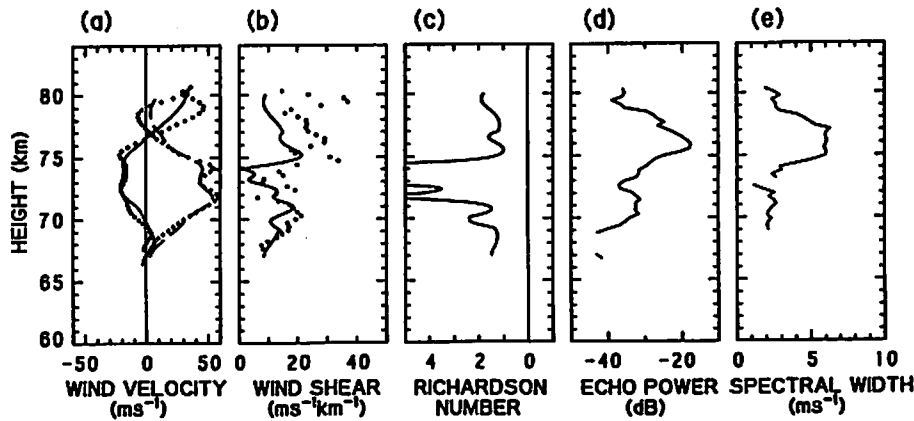 (a) (b) (c) (d) (e)
HEIGHT (km)
80
75
70
65
60
-50 0 50 0 20 40 4 2 0 -40 -20 0 5 10
WIND VELOCITY WIND SHEAR RICHARDSON ECHO POWER SPECTRAL WIDTH
(ms⁻¹) (ms⁻¹km⁻¹) NUMBER (dB) (ms⁻¹)